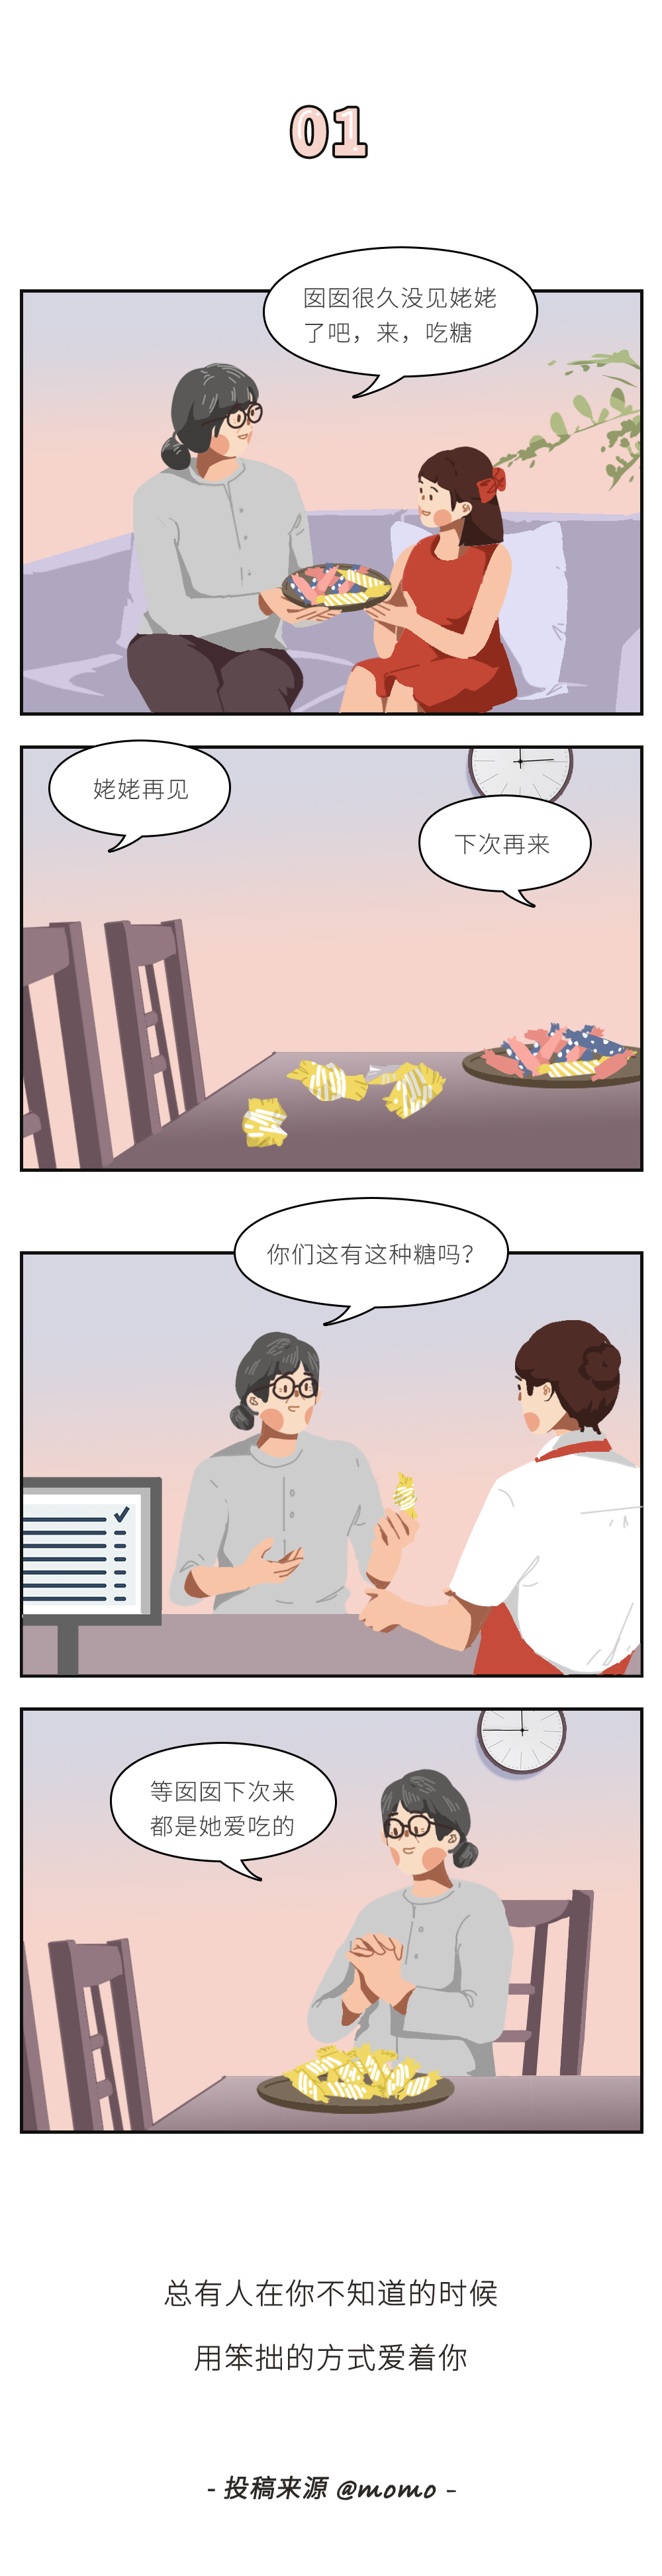 01
囡囡很久没见姥姥
了吧，来，吃糖
姥姥再见
下次再来
你们这有这种糖吗？
等囡囡下次来
都是她爱吃的
总有人在你不知道的时候
用笨拙的方式爱着你
- 投稿来源 @momo -